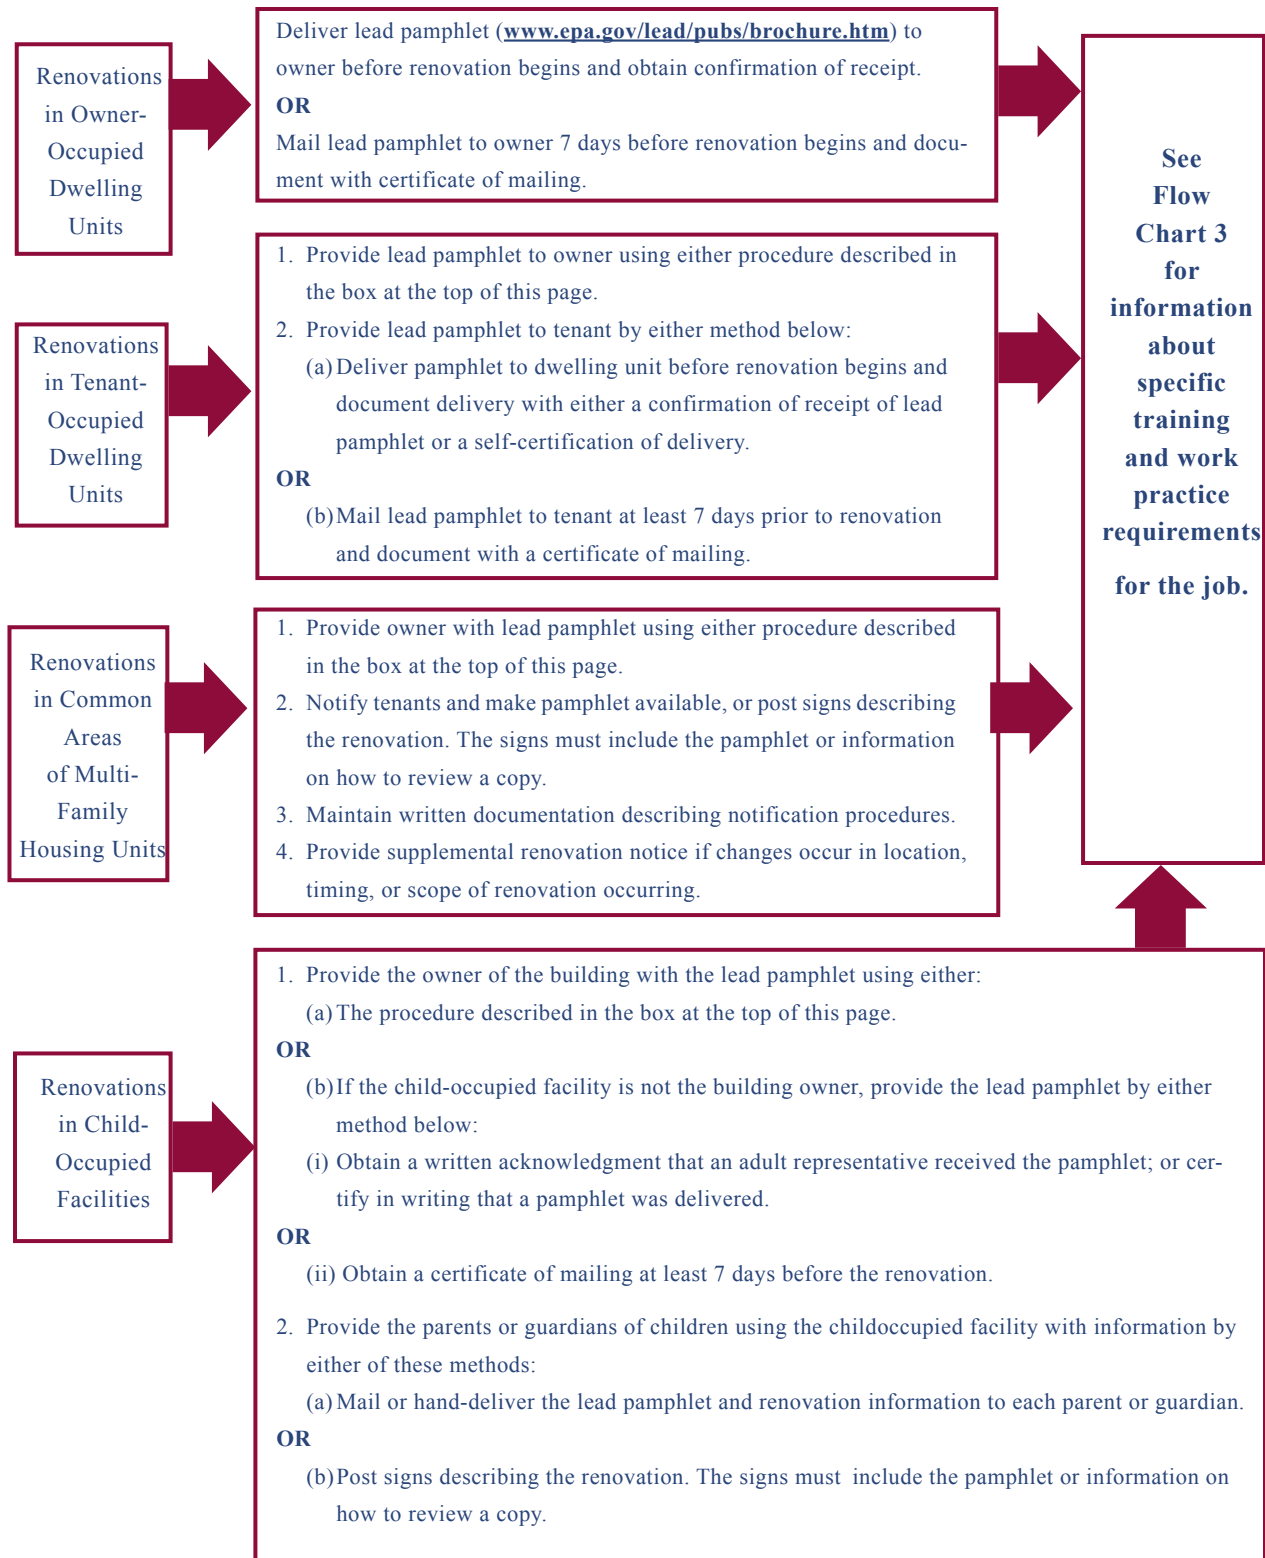 Renovations
in Owner-
Occupied
Dwelling
Units
Deliver lead pamphlet (www.epa.gov/lead/pubs/brochure.htm) to
owner before renovation begins and obtain confirmation of receipt.
OR
Mail lead pamphlet to owner 7 days before renovation begins and docu-
ment with certificate of mailing.
Renovations
in Tenant-
Occupied
Dwelling
Units
1. Provide lead pamphlet to owner using either procedure described in
the box at the top of this page.
2. Provide lead pamphlet to tenant by either method below:
(a) Deliver pamphlet to dwelling unit before renovation begins and
document delivery with either a confirmation of receipt of lead
pamphlet or a self-certification of delivery.
OR
(b) Mail lead pamphlet to tenant at least 7 days prior to renovation
and document with a certificate of mailing.
Renovations
in Common
Areas
of Multi-
Family
Housing Units
1. Provide owner with lead pamphlet using either procedure described
in the box at the top of this page.
2. Notify tenants and make pamphlet available, or post signs describing
the renovation. The signs must include the pamphlet or information
on how to review a copy.
3. Maintain written documentation describing notification procedures.
4. Provide supplemental renovation notice if changes occur in location,
timing, or scope of renovation occurring.
See
Flow
Chart 3
for
information
about
specific
training
and work
practice
requirements
for the job.
Renovations
in Child-
Occupied
Facilities
1. Provide the owner of the building with the lead pamphlet using either:
(a) The procedure described in the box at the top of this page.
OR
(b) If the child-occupied facility is not the building owner, provide the lead pamphlet by either
method below:
(i) Obtain a written acknowledgment that an adult representative received the pamphlet; or cer-
tify in writing that a pamphlet was delivered.
OR
(ii) Obtain a certificate of mailing at least 7 days before the renovation.
2. Provide the parents or guardians of children using the childoccupied facility with information by
either of these methods:
(a) Mail or hand-deliver the lead pamphlet and renovation information to each parent or guardian.
OR
(b) Post signs describing the renovation. The signs must include the pamphlet or information on
how to review a copy.